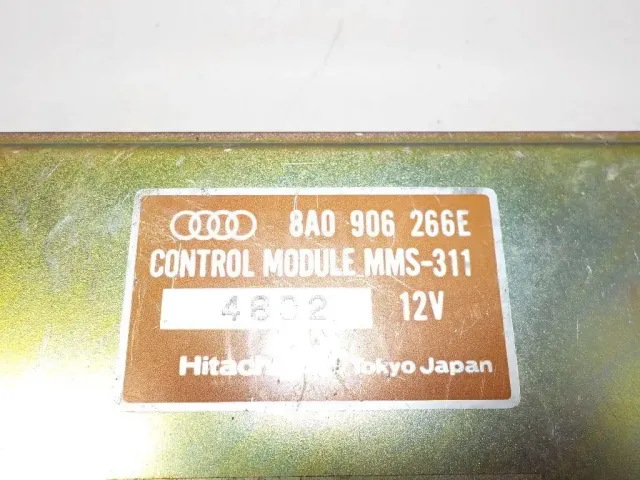 8A0 906 266E
CONTROL MODULE MMS-311
4802 12V
Tokyo Japan